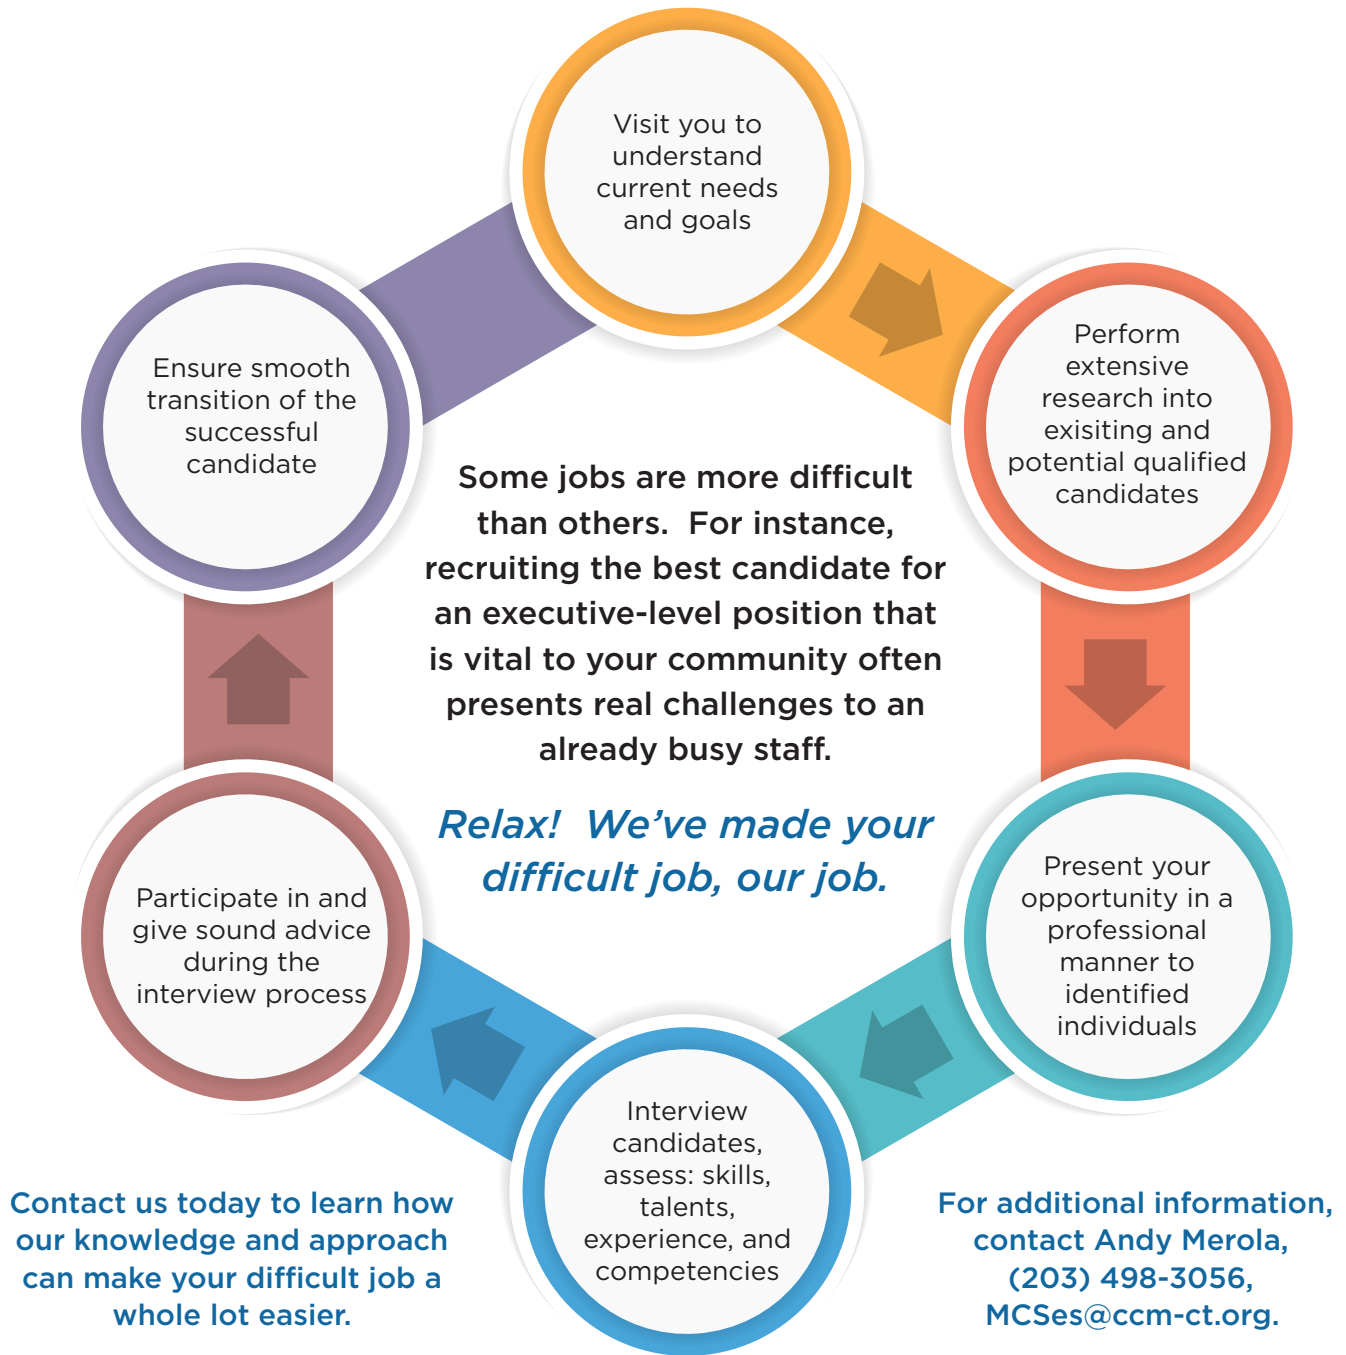 Visit you to
understand
current needs
and goals
Perform
extensive
research into
exisiting and
potential qualified
candidates
Present your
opportunity in a
professional
manner to
identified
individuals
Interview
candidates,
assess: skills,
talents,
experience, and
competencies
Participate in and
give sound advice
during the
interview process
Ensure smooth
transition of the
successful
candidate
Some jobs are more difficult
than others.  For instance,
recruiting the best candidate for
an executive-level position that
is vital to your community often
presents real challenges to an
already busy staff.
Relax!  We’ve made your
difficult job, our job.
Contact us today to learn how
our knowledge and approach
can make your difficult job a
whole lot easier.
For additional information,
contact Andy Merola,
(203) 498-3056,
MCSes@ccm-ct.org.